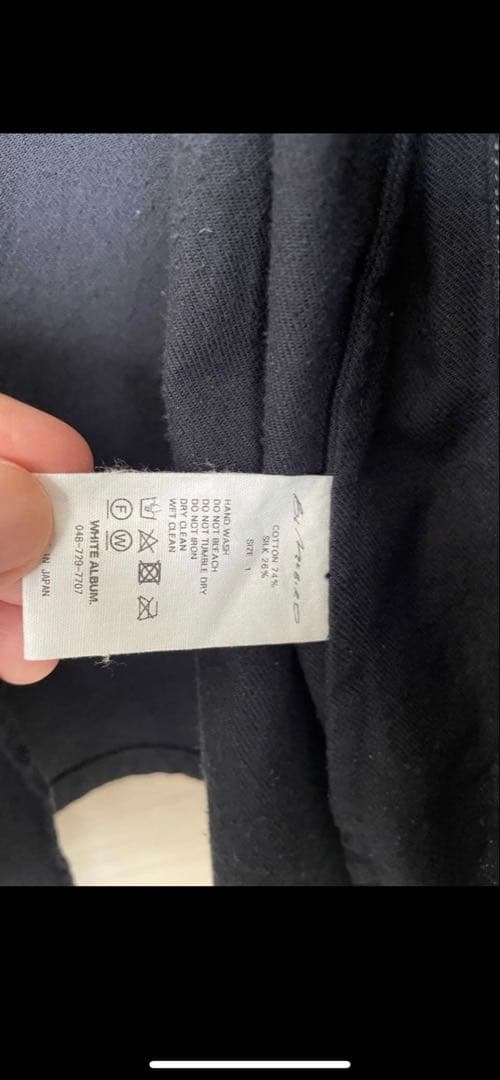 COTTON 74%
SILK 26%
SIZE 1
HAND WASH
DO NOT BLEACH
DO NOT TUMBLE DRY
DO NOT IRON
DRY CLEAN
WET CLEAN
F W
WHITE ALBUM.
048-729-7707
IN JAPAN